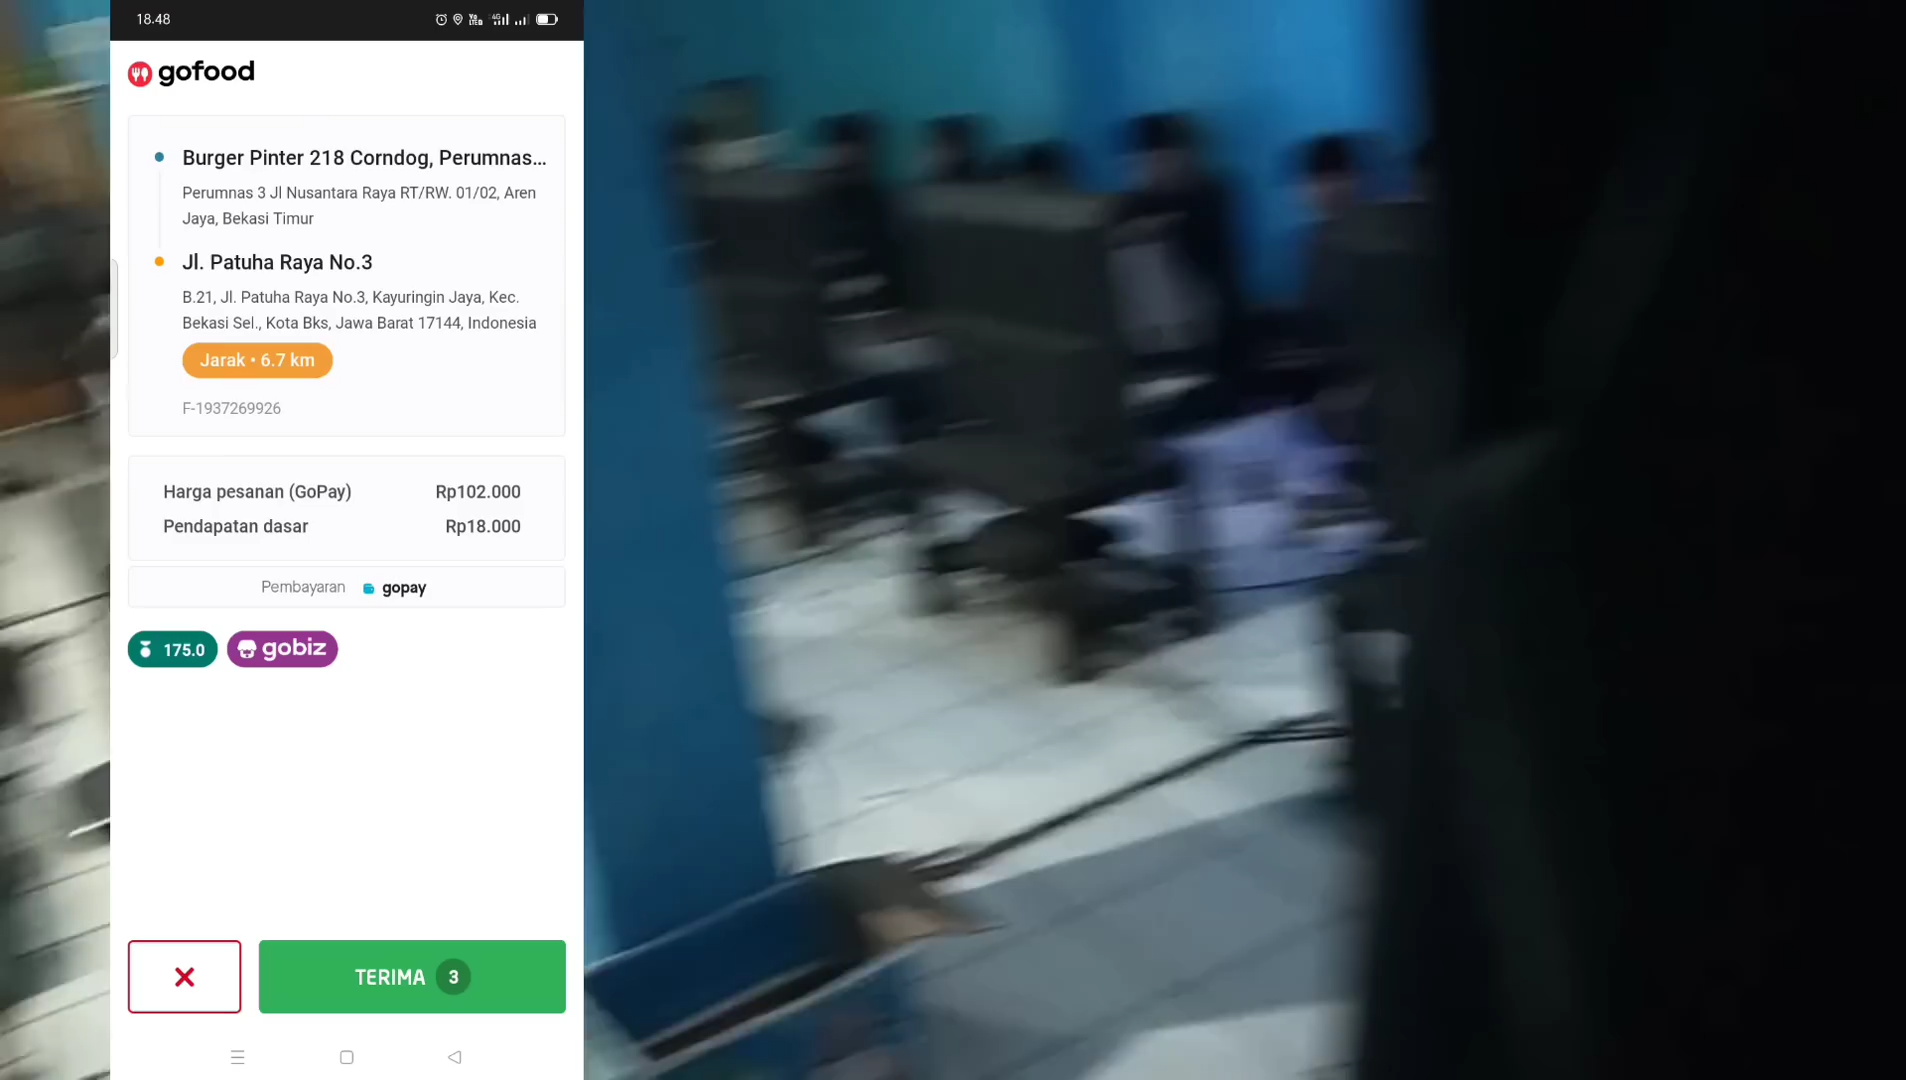 18.48
gofood
Burger Pinter 218 Corndog, Perumnas...
Perumnas 3 Jl Nusantara Raya RT/RW. 01/02, Aren
Jaya, Bekasi Timur
Jl. Patuha Raya No.3
B.21, Jl. Patuha Raya No.3, Kayuringin Jaya, Kec.
Bekasi Sel., Kota Bks, Jawa Barat 17144, Indonesia
Jarak • 6.7 km
F-1937269926
Harga pesanan (GoPay) Rp102.000
Pendapatan dasar Rp18.000
Pembayaran gopay
175.0 gobiz
TERIMA 3